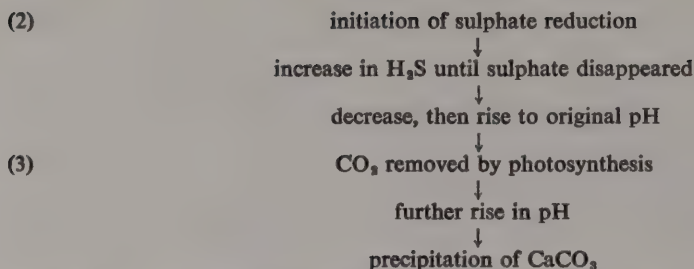 (2) initiation of sulphate reduction
↓
increase in H₂S until sulphate disappeared
↓
decrease, then rise to original pH
↓
(3) CO₂ removed by photosynthesis
↓
further rise in pH
↓
precipitation of CaCO₃